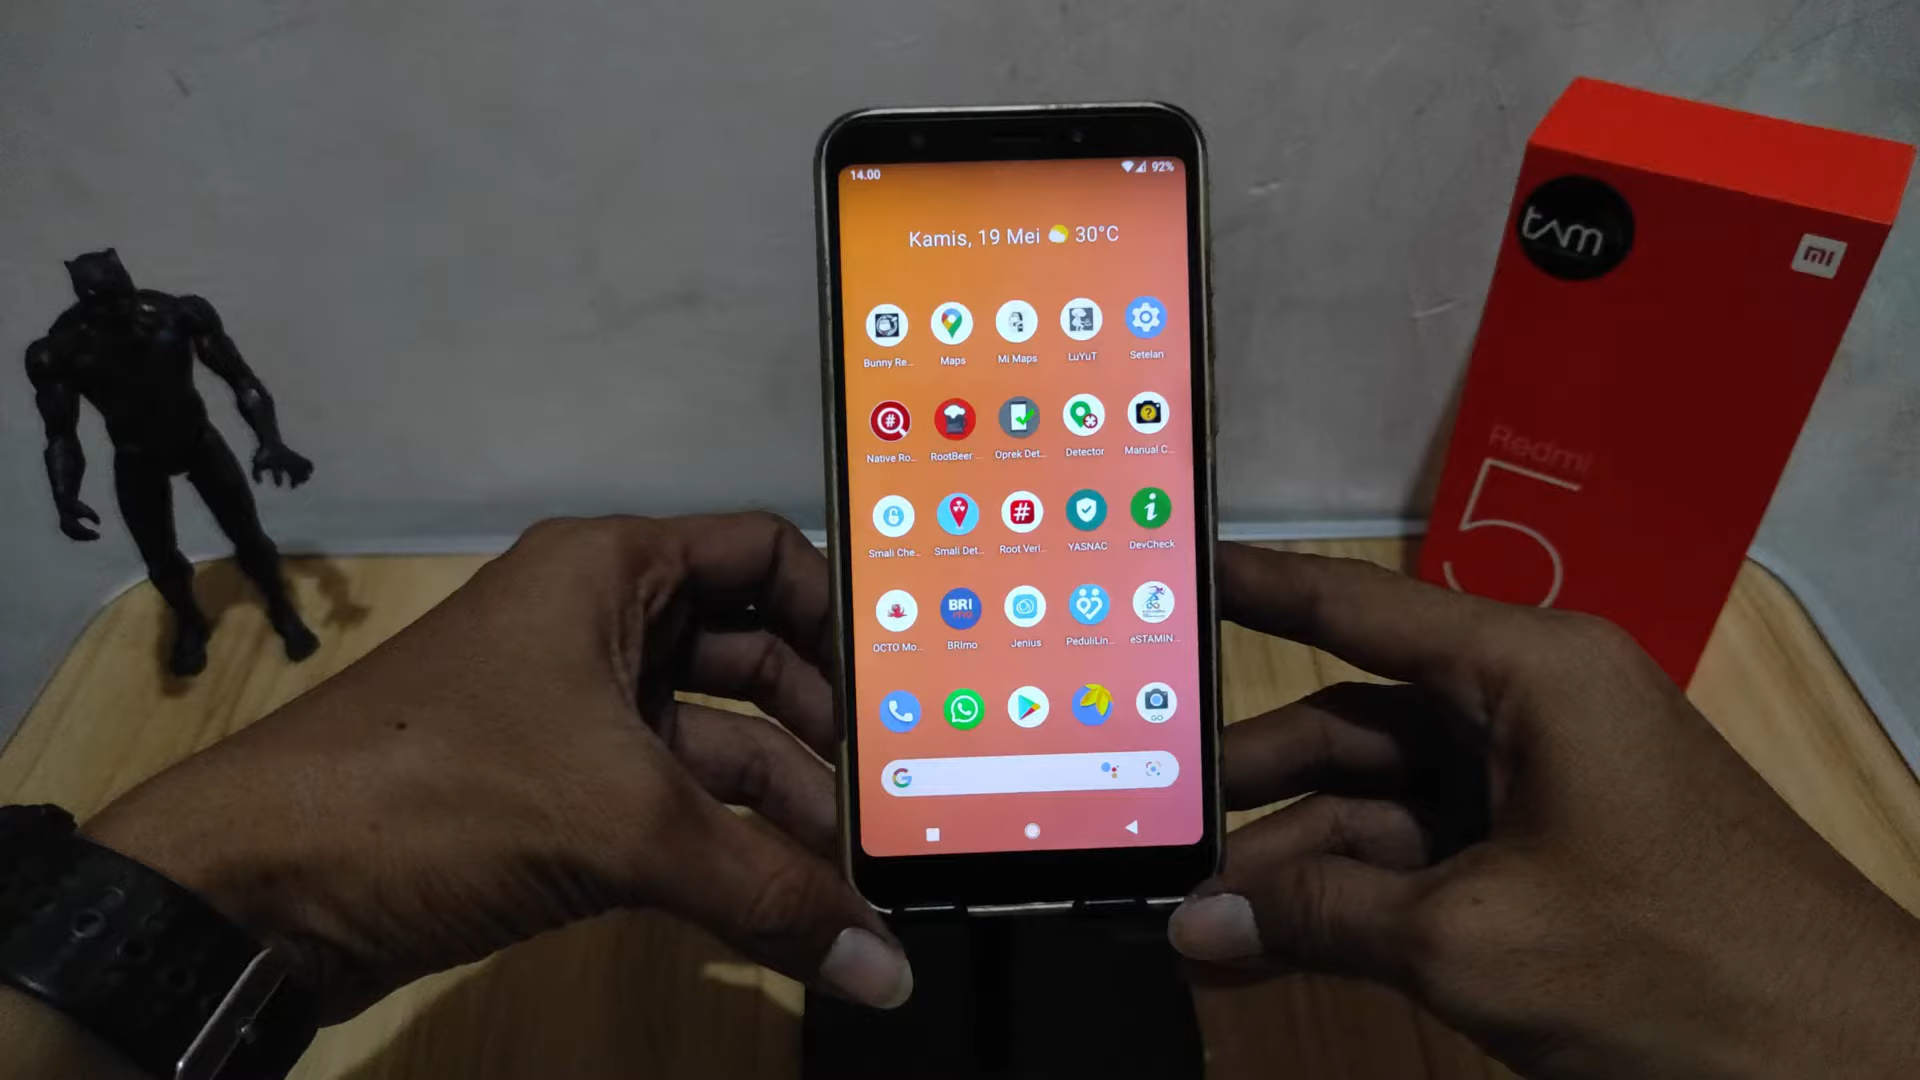 14.00
92%
Kamis, 19 Mei 30°C
Bunny Re...
Maps
Mi Maps
LuYuT
Setelan
Native Ro...
RootBeer ...
Oprek Det...
Detector
Manual C...
Smali Che...
Smali Det...
Root Veri...
YASNAC
DevCheck
BRI
OCTO Mo...
BRImo
Jenius
PeduliLin...
eSTAMIN...
GO
tam
mi
Redmi
5